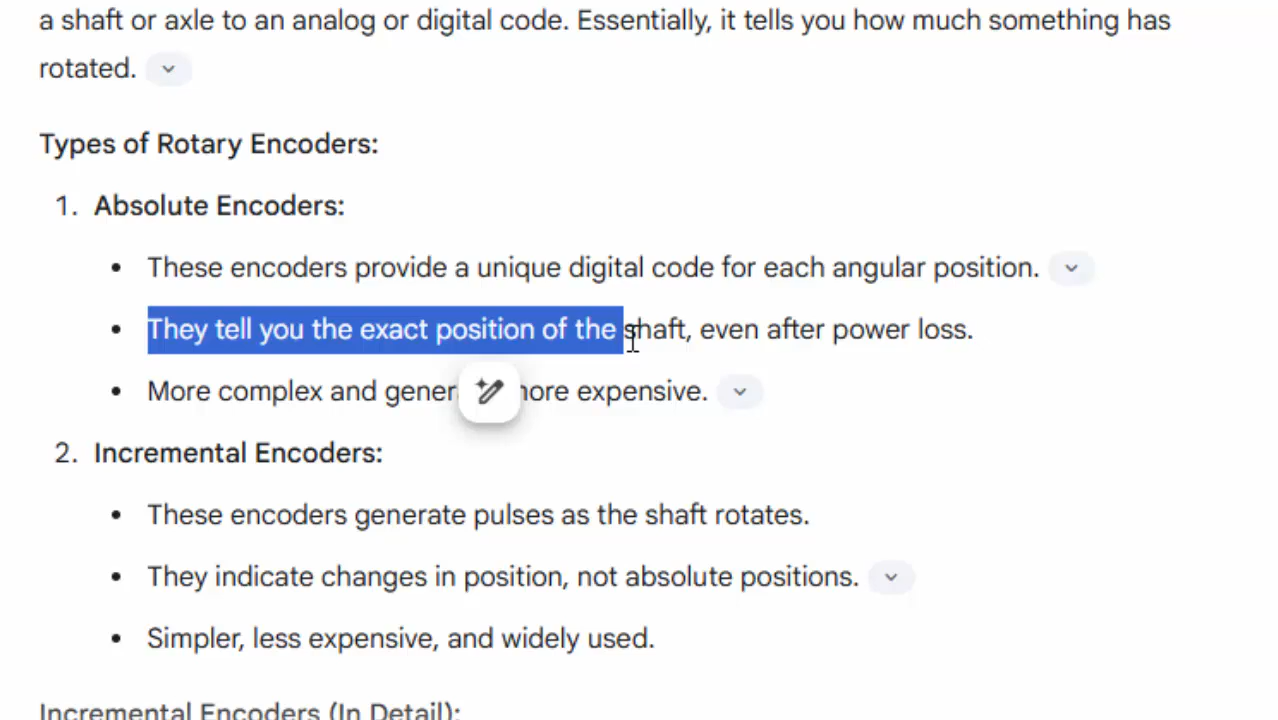 a shaft or axle to an analog or digital code. Essentially, it tells you how much something has
rotated.
Types of Rotary Encoders:
1. Absolute Encoders:
• These encoders provide a unique digital code for each angular position.
• They tell you the exact position of the shaft, even after power loss.
• More complex and gener more expensive.
2. Incremental Encoders:
• These encoders generate pulses as the shaft rotates.
• They indicate changes in position, not absolute positions.
• Simpler, less expensive, and widely used.
Incremental Encoders (In Detail):